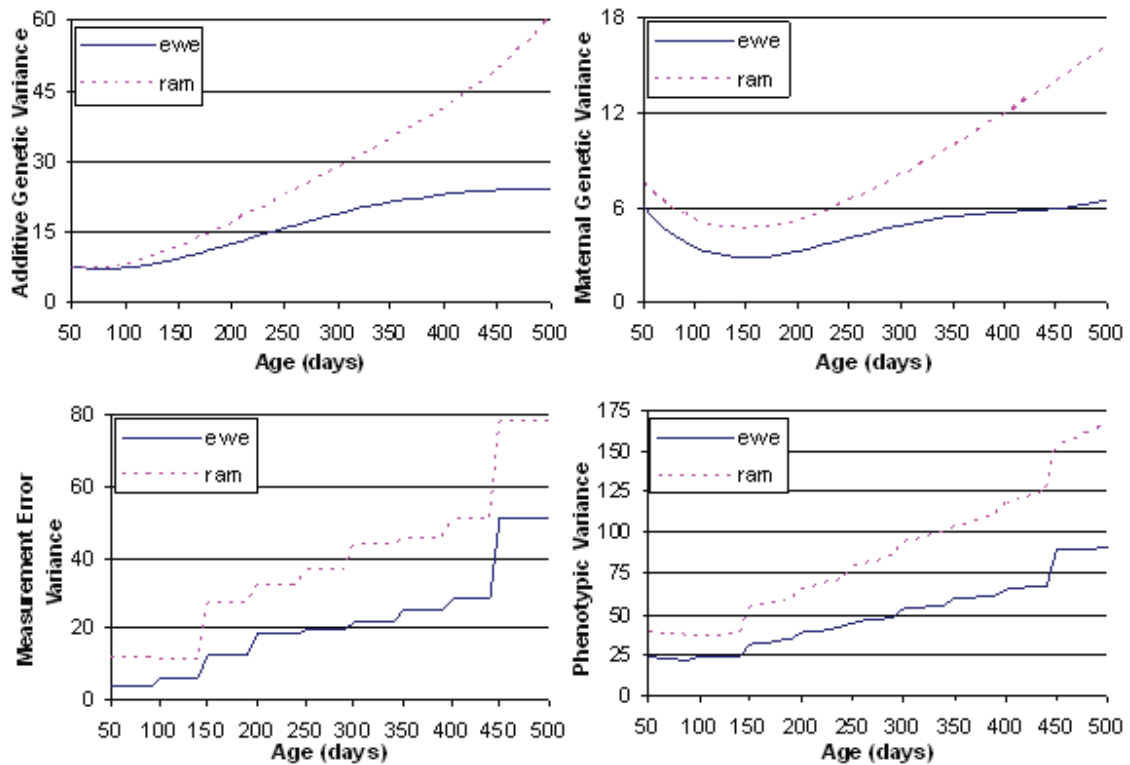 Additive Genetic Variance
60
45
30
15
0
ewe
ram
50 100 150 200 250 300 350 400 450 500
Age (days)
Maternal Genetic Variance
18
12
6
0
ewe
ram
50 100 150 200 250 300 350 400 450 500
Age (days)
Measurement Error
Variance
80
60
40
20
0
ewe
ram
50 100 150 200 250 300 350 400 450 500
Age (days)
Phenotypic Variance
175
150
125
100
75
50
25
0
ewe
ram
50 100 150 200 250 300 350 400 450 500
Age (days)